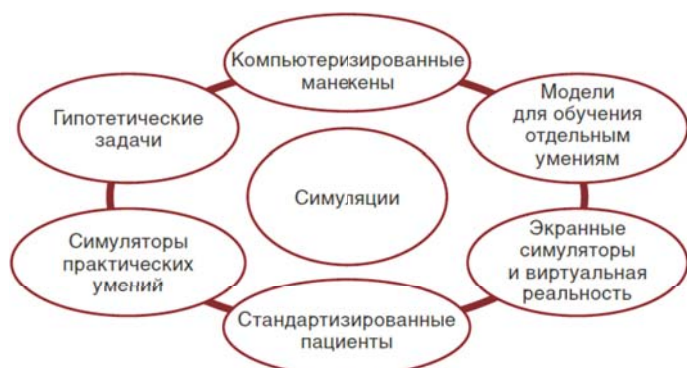 Компьютеризированные
манекены
Гипотетические
задачи
Модели
для обучения
отдельным
умениям
Симуляции
Симуляторы
практических
умений
Экранные
симуляторы
и виртуальная
реальность
Стандартизированные
пациенты